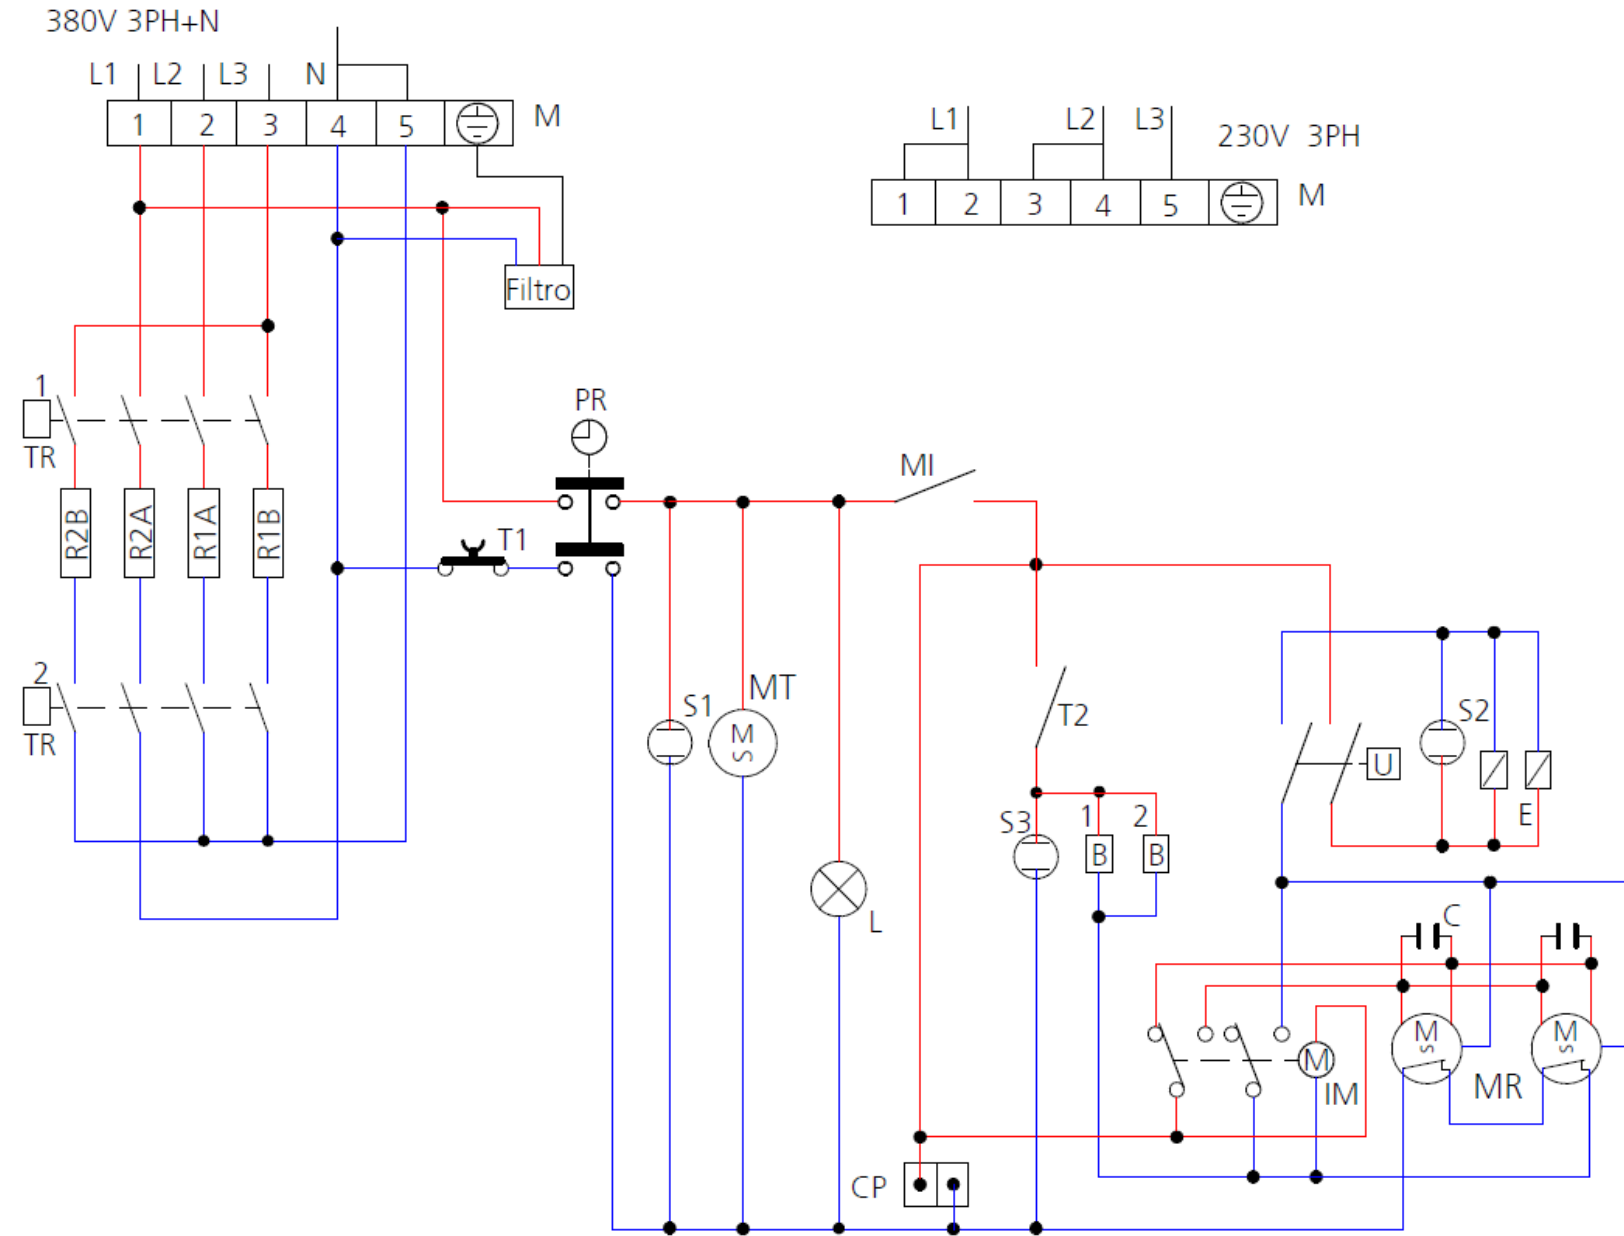 380V 3PH+N
L1 L2 L3 N
1 2 3 4 5 M
L1 L2 L3 230V 3PH
1 2 3 4 5 M
Filtro
1
TR
PR
MI
R2B R2A R1A R1B
T1
2
TR
S1 MT
M
S
T2
S2
U
E
S3 1 2
B B
L
C
M
S
M
S
M
IM
MR
CP